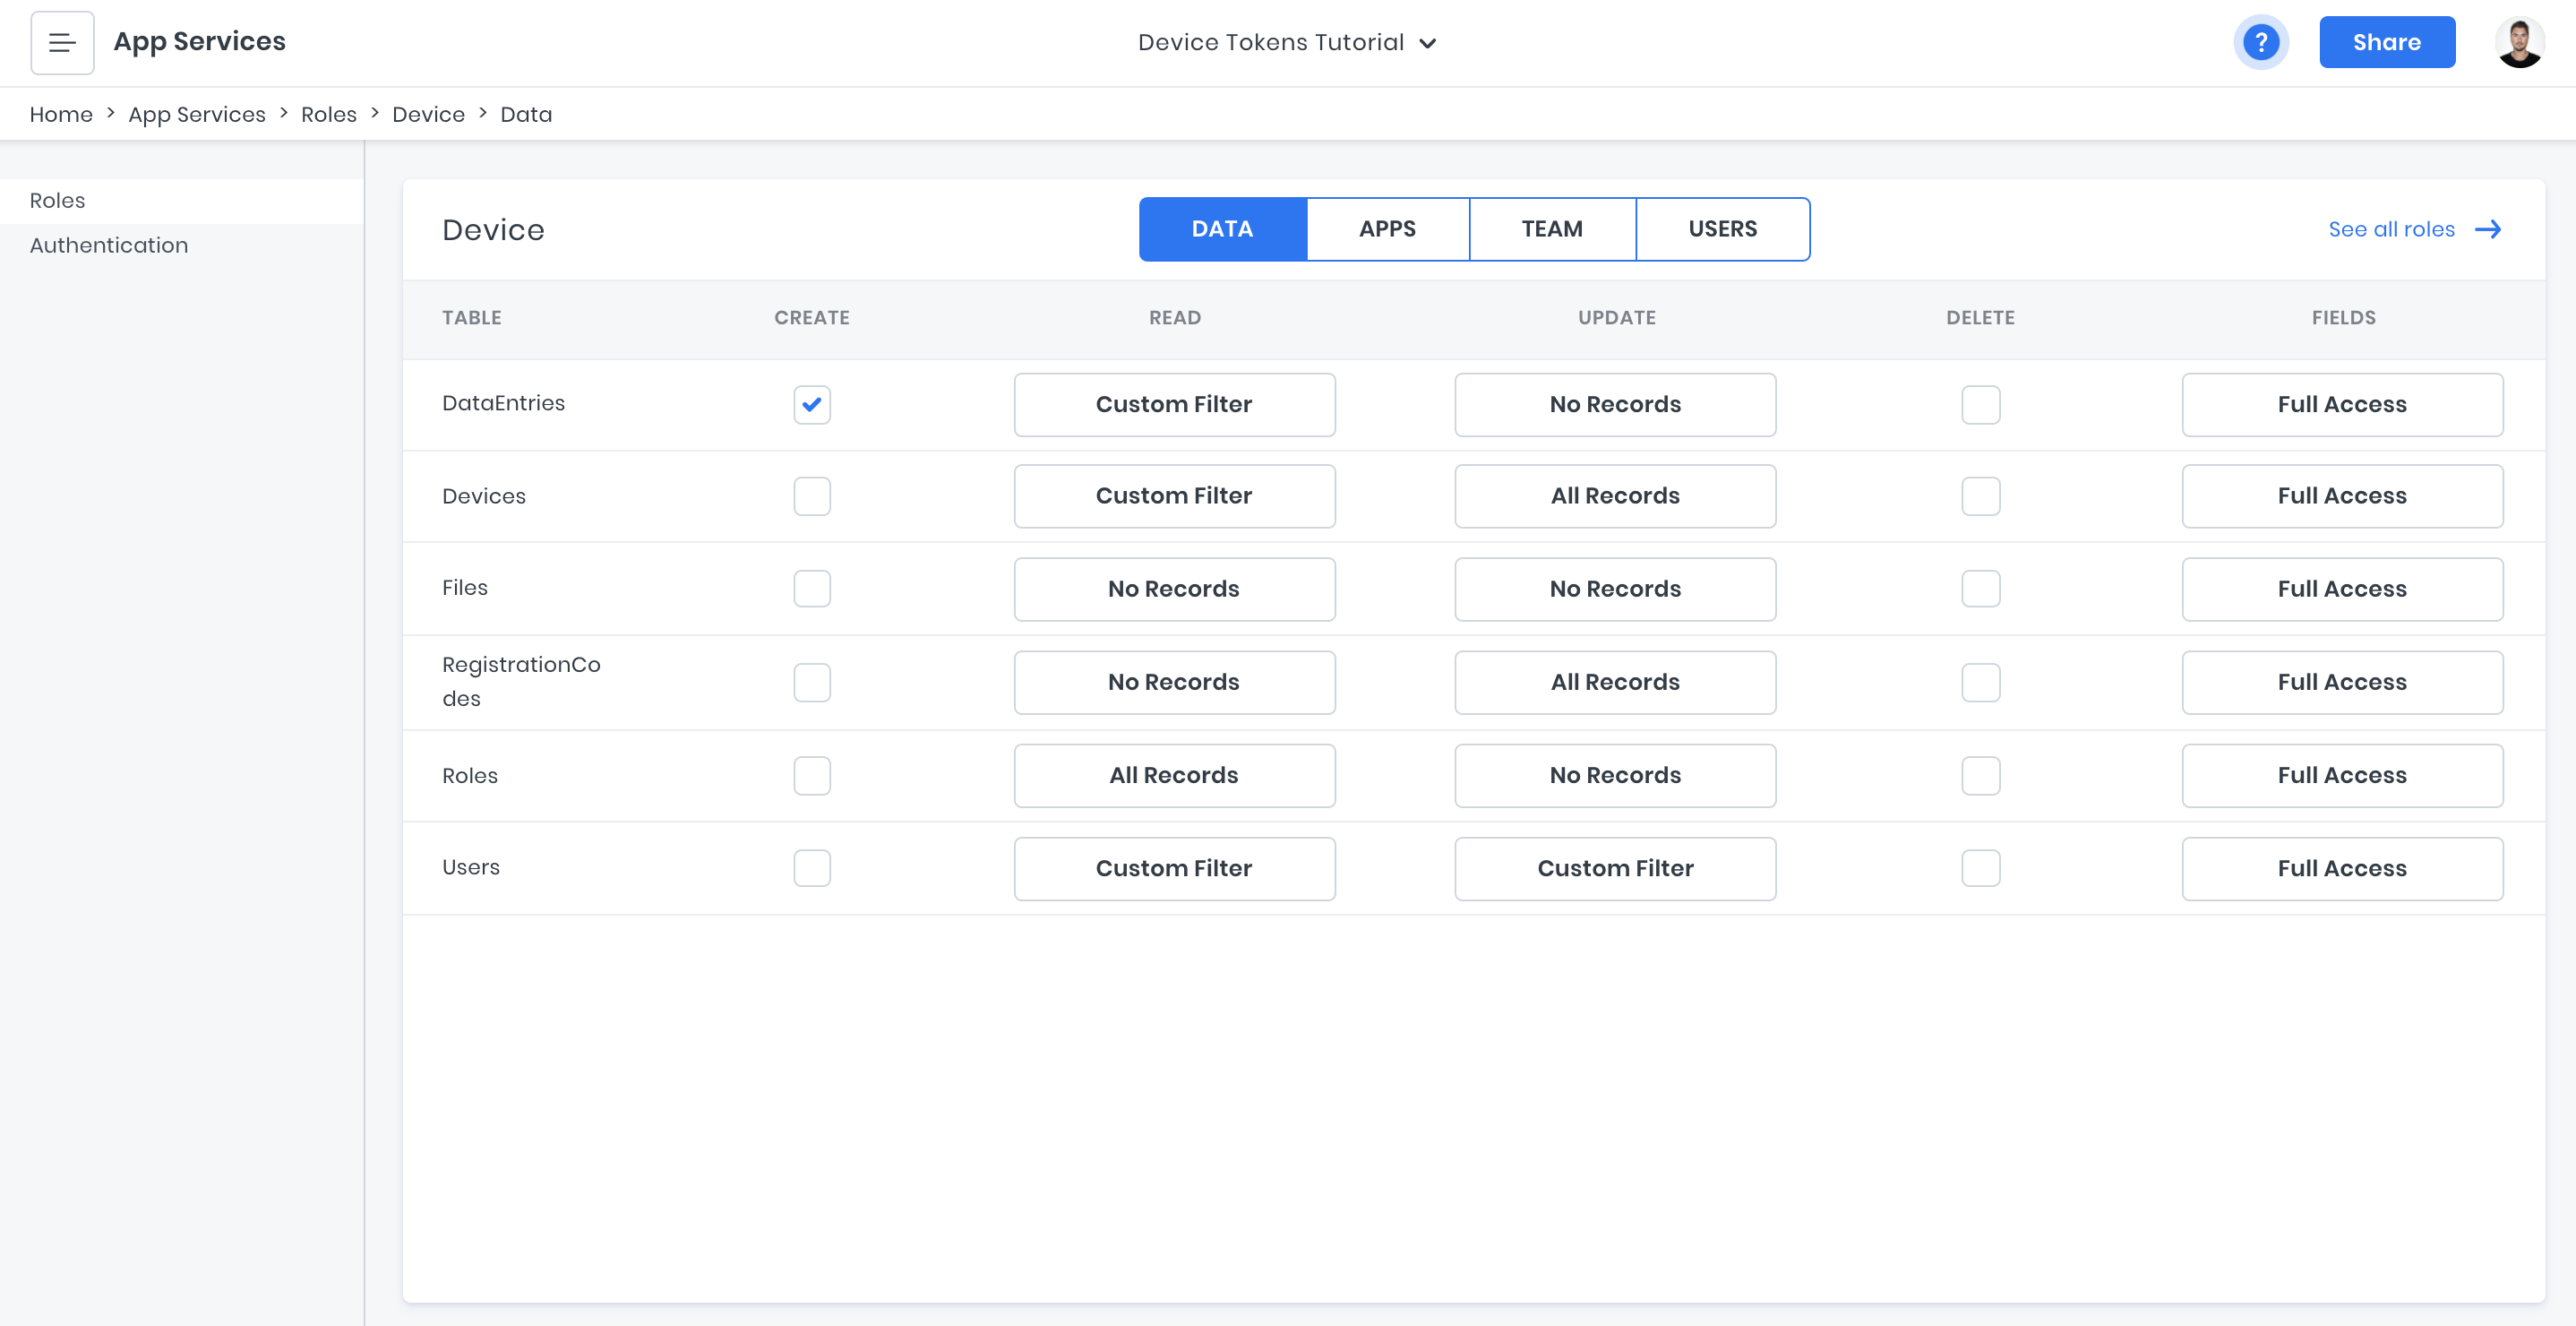 App Services
Device Tokens Tutorial
?
Share
Home > App Services > Roles > Device > Data
Roles
Authentication
Device
DATA APPS TEAM USERS
See all roles →
TABLE CREATE READ UPDATE DELETE FIELDS
DataEntries Custom Filter No Records Full Access
Devices Custom Filter All Records Full Access
Files No Records No Records Full Access
RegistrationCo
des
No Records All Records Full Access
Roles All Records No Records Full Access
Users Custom Filter Custom Filter Full Access